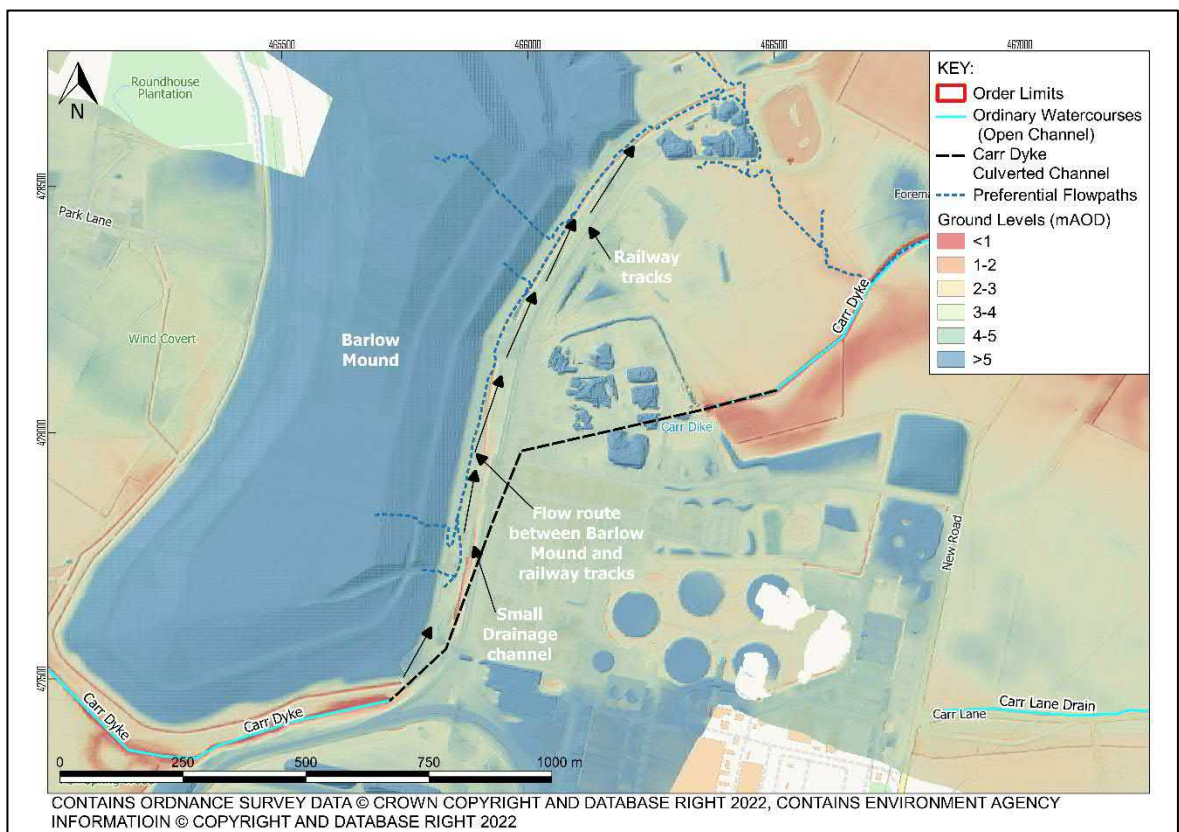 465500
466000
466500
467000
428500
428000
427500
N
Roundhouse
Plantation
Park Lane
Wind Covert
Barlow
Mound
Railway
tracks
Flow route
between Barlow
Mound and
railway tracks
Small
Drainage
channel
Carr Dyke
Carr Dyke
Carr Dike
Carr Dyke
New Road
Carr Lane
Carr Lane Drain
KEY:
Order Limits
Ordinary Watercourses
(Open Channel)
Carr Dyke
Culverted Channel
Preferential Flowpaths
Ground Levels (mAOD)
<1
1-2
2-3
3-4
4-5
>5
0 250 500 750 1000 m
CONTAINS ORDNANCE SURVEY DATA © CROWN COPYRIGHT AND DATABASE RIGHT 2022, CONTAINS ENVIRONMENT AGENCY
INFORMATIOIN © COPYRIGHT AND DATABASE RIGHT 2022